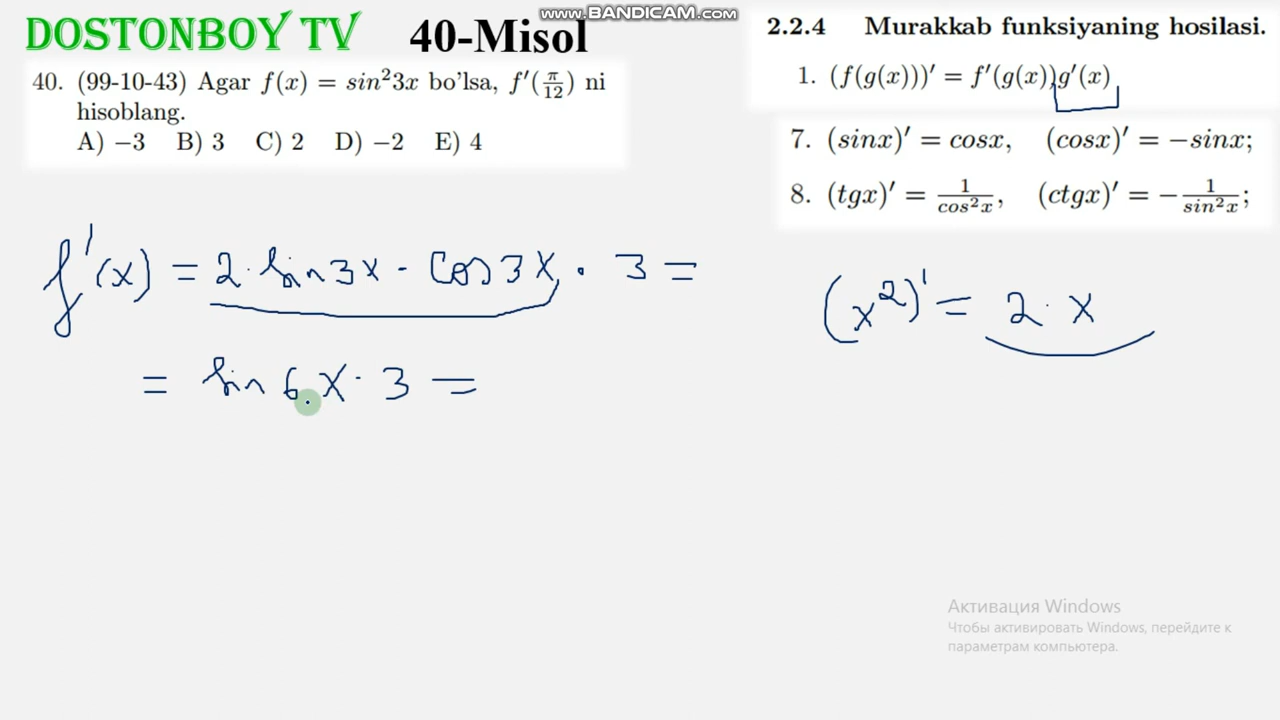 www.BANDICAM.com
DOSTONBOY TV
40-Misol
40. (99-10-43) Agar f(x) = sin²3x bo'lsa, f′(π/12) ni
hisoblang.
A) −3 B) 3 C) 2 D) −2 E) 4
2.2.4 Murakkab funksiyaning hosilasi.
1. (f(g(x)))′ = f′(g(x))g′(x)
7. (sinx)′ = cosx, (cosx)′ = −sinx;
8. (tgx)′ = 1/cos²x, (ctgx)′ = −1/sin²x;
f′(x) = 2·sin3x · cos3x · 3 =
= sin6x · 3 =
(x²)′ = 2·x
Активация Windows
Чтобы активировать Windows, перейдите к
параметрам компьютера.